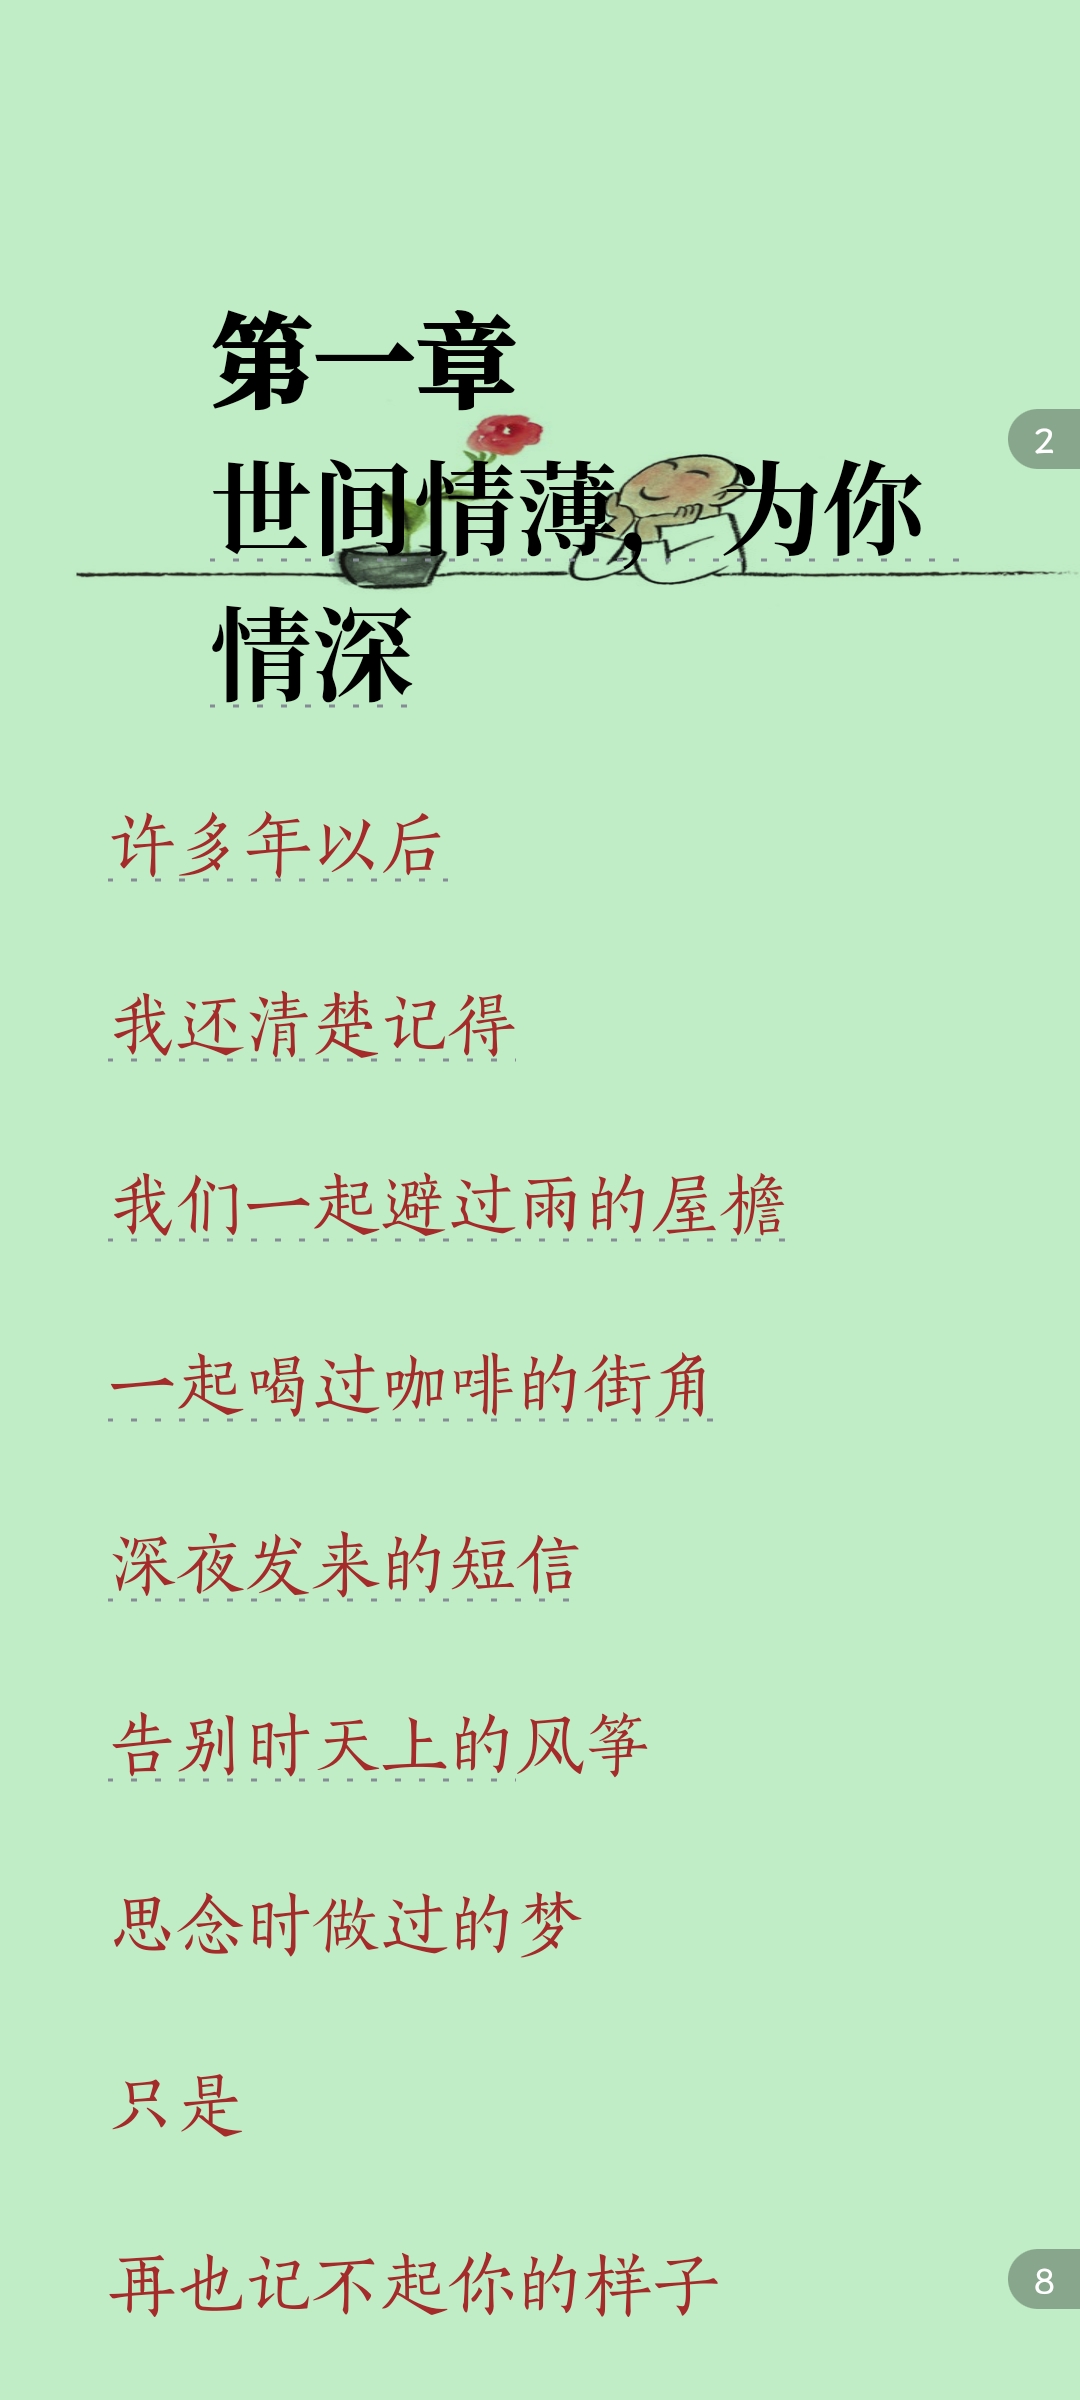 第一章
世间情薄，为你
情深
2
许多年以后
我还清楚记得
我们一起避过雨的屋檐
一起喝过咖啡的街角
深夜发来的短信
告别时天上的风筝
思念时做过的梦
只是
再也记不起你的样子
8